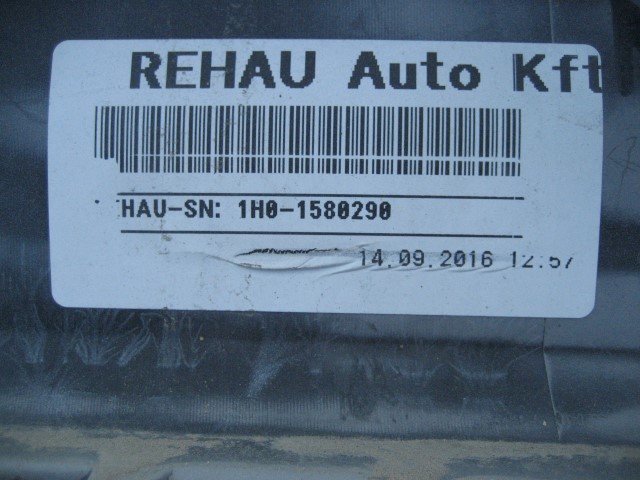 REHAU Auto Kft
HAU-SN: 1H0-1580290
14.09.2016 12:57